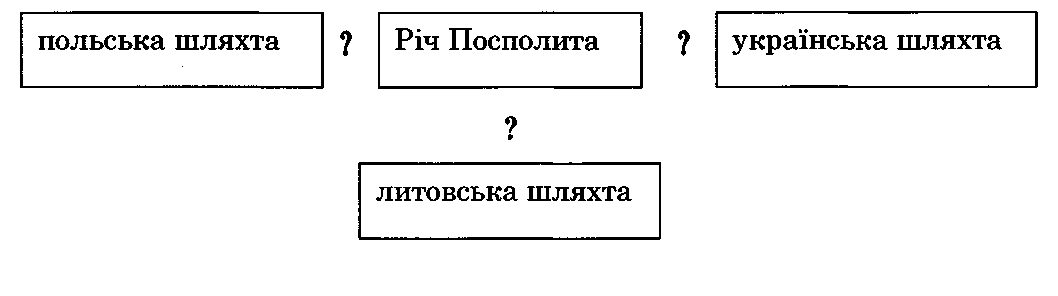 польська шляхта ? Річ Посполита ? українська шляхта
?
литовська шляхта